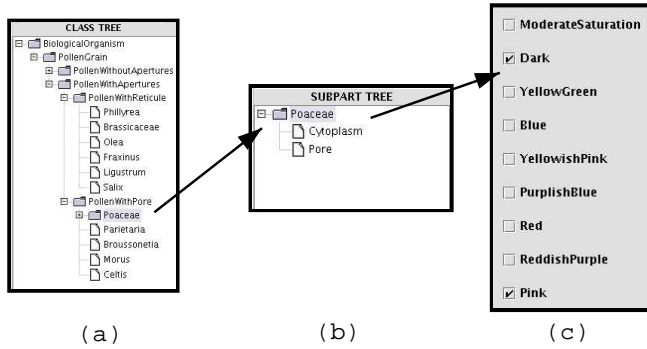 CLASS TREE
BiologicalOrganism
PollenGrain
PollenWithoutApertures
PollenWithApertures
PollenWithReticule
Phillyrea
Brassicaceae
Olea
Fraxinus
Ligustrum
Salix
PollenWithPore
Poaceae
Parietaria
Broussonetia
Morus
Celtis
(a)
SUBPART TREE
Poaceae
Cytoplasm
Pore
(b)
ModerateSaturation
Dark
YellowGreen
Blue
YellowishPink
PurplishBlue
Red
ReddishPurple
Pink
(c)